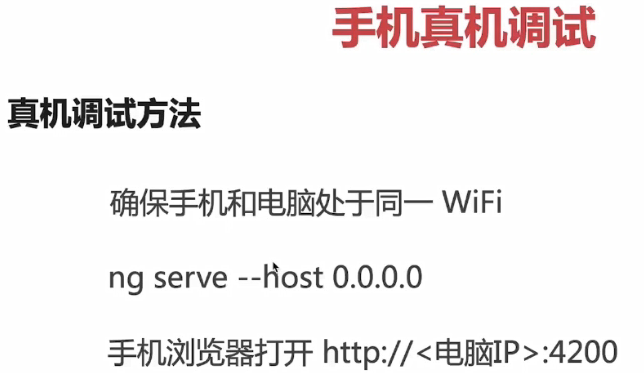 手机真机调试
真机调试方法
确保手机和电脑处于同一 WiFi
ng serve --host 0.0.0.0
手机浏览器打开 http://<电脑IP>:4200